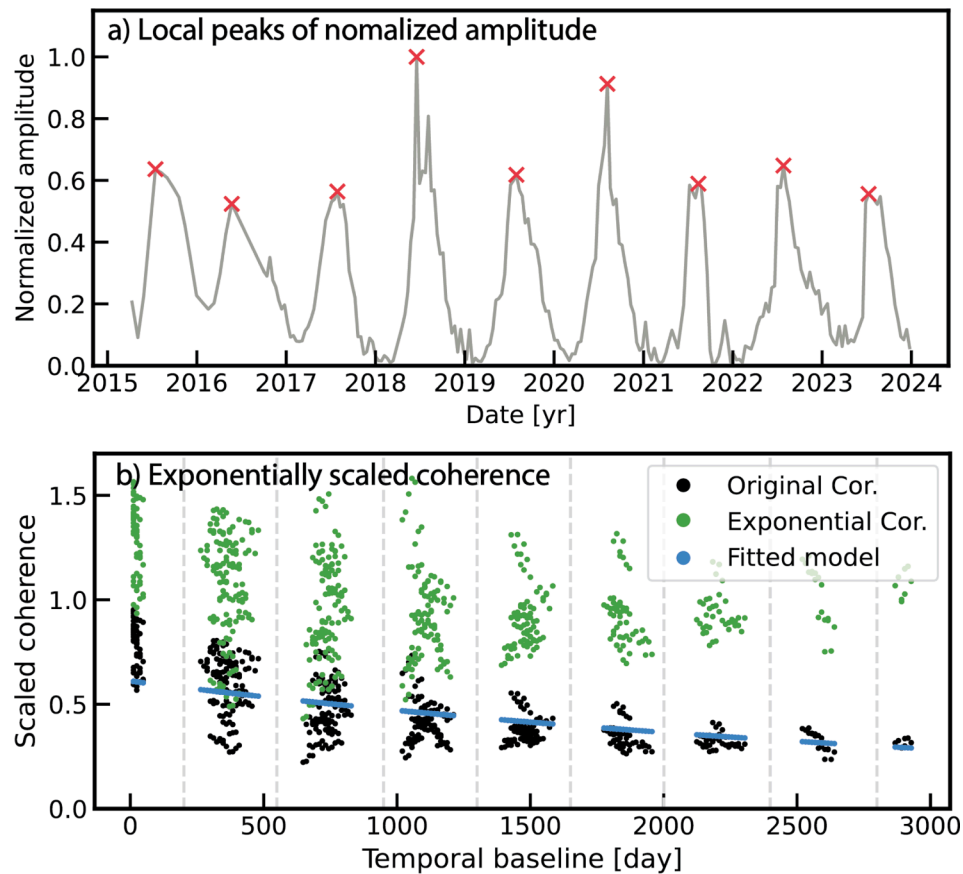 a) Local peaks of nomalized amplitude
Normalized amplitude
1.0
0.8
0.6
0.4
0.2
0.0
2015 2016 2017 2018 2019 2020 2021 2022 2023 2024
Date [yr]
b) Exponentially scaled coherence
Scaled coherence
1.5
1.0
0.5
0.0
Original Cor.
Exponential Cor.
Fitted model
0 500 1000 1500 2000 2500 3000
Temporal baseline [day]